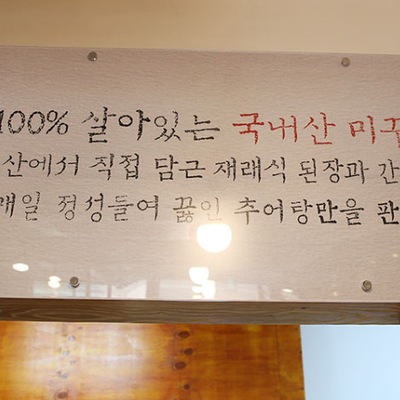 100% 살아있는 국내산 미꾸
산에서 직접 담근 재래식 된장과 간
매일 정성들여 끓인 추어탕만을 판